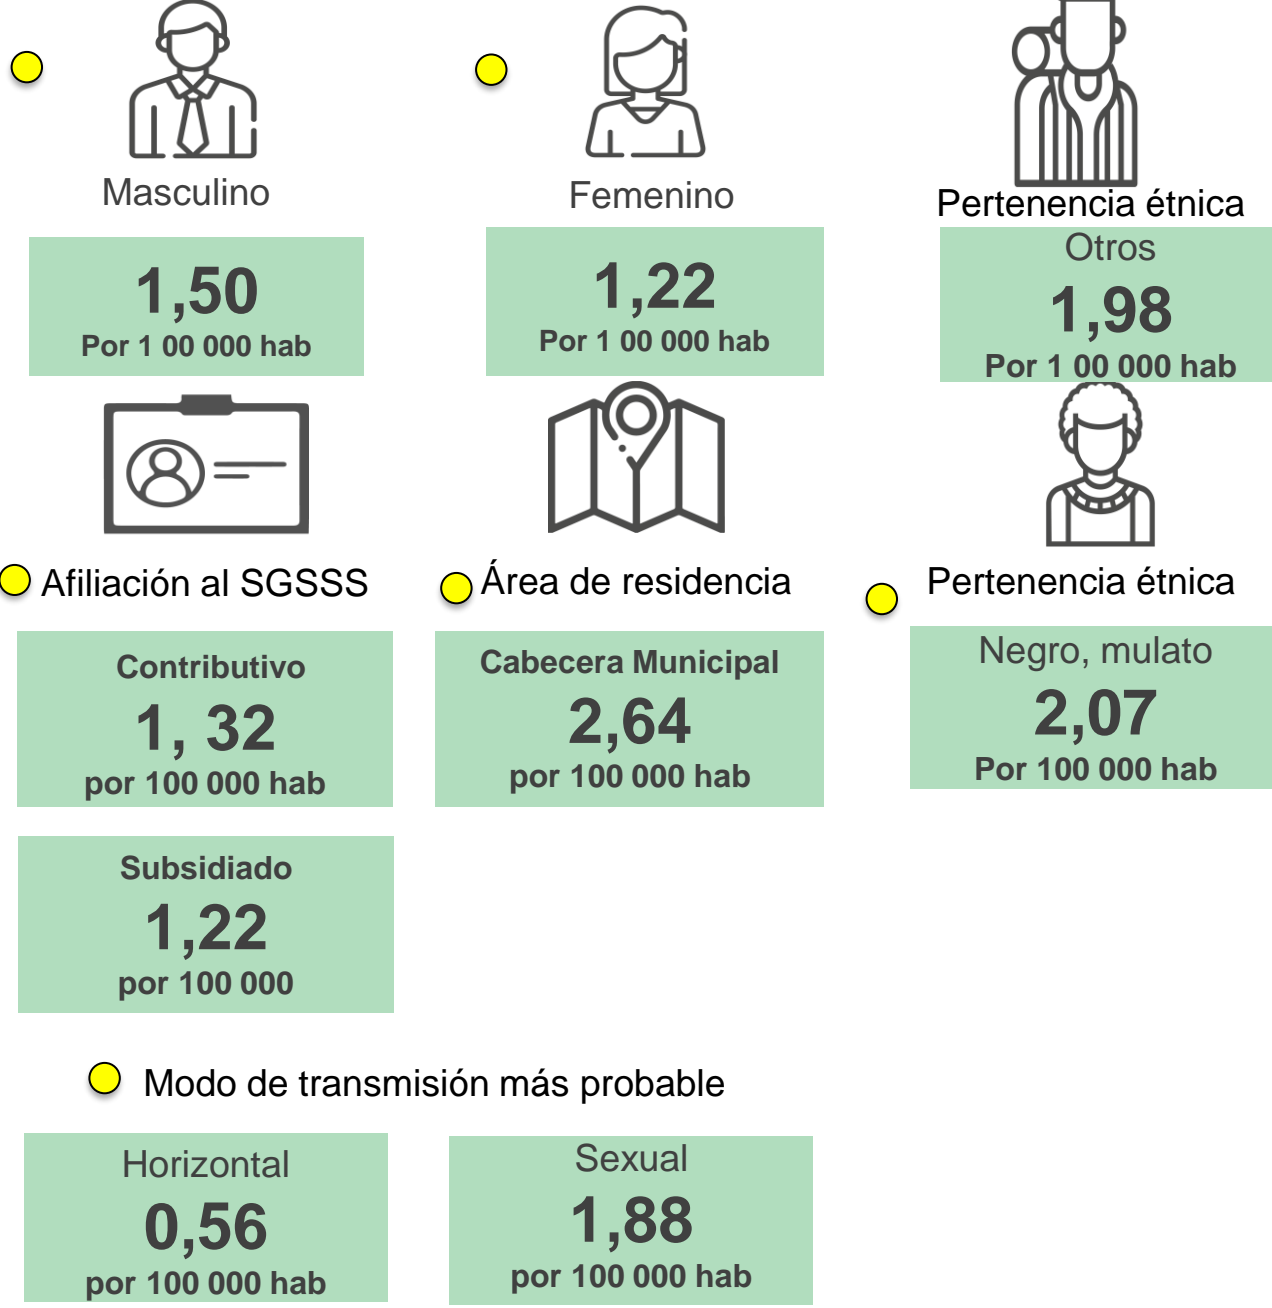 Masculino
1,50
Por 1 00 000 hab
Femenino
1,22
Por 1 00 000 hab
Pertenencia étnica
Otros
1,98
Por 1 00 000 hab
Afiliación al SGSSS
Contributivo
1, 32
por 100 000 hab
Subsidiado
1,22
por 100 000
Área de residencia
Cabecera Municipal
2,64
por 100 000 hab
Pertenencia étnica
Negro, mulato
2,07
Por 100 000 hab
Modo de transmisión más probable
Horizontal
0,56
por 100 000 hab
Sexual
1,88
por 100 000 hab